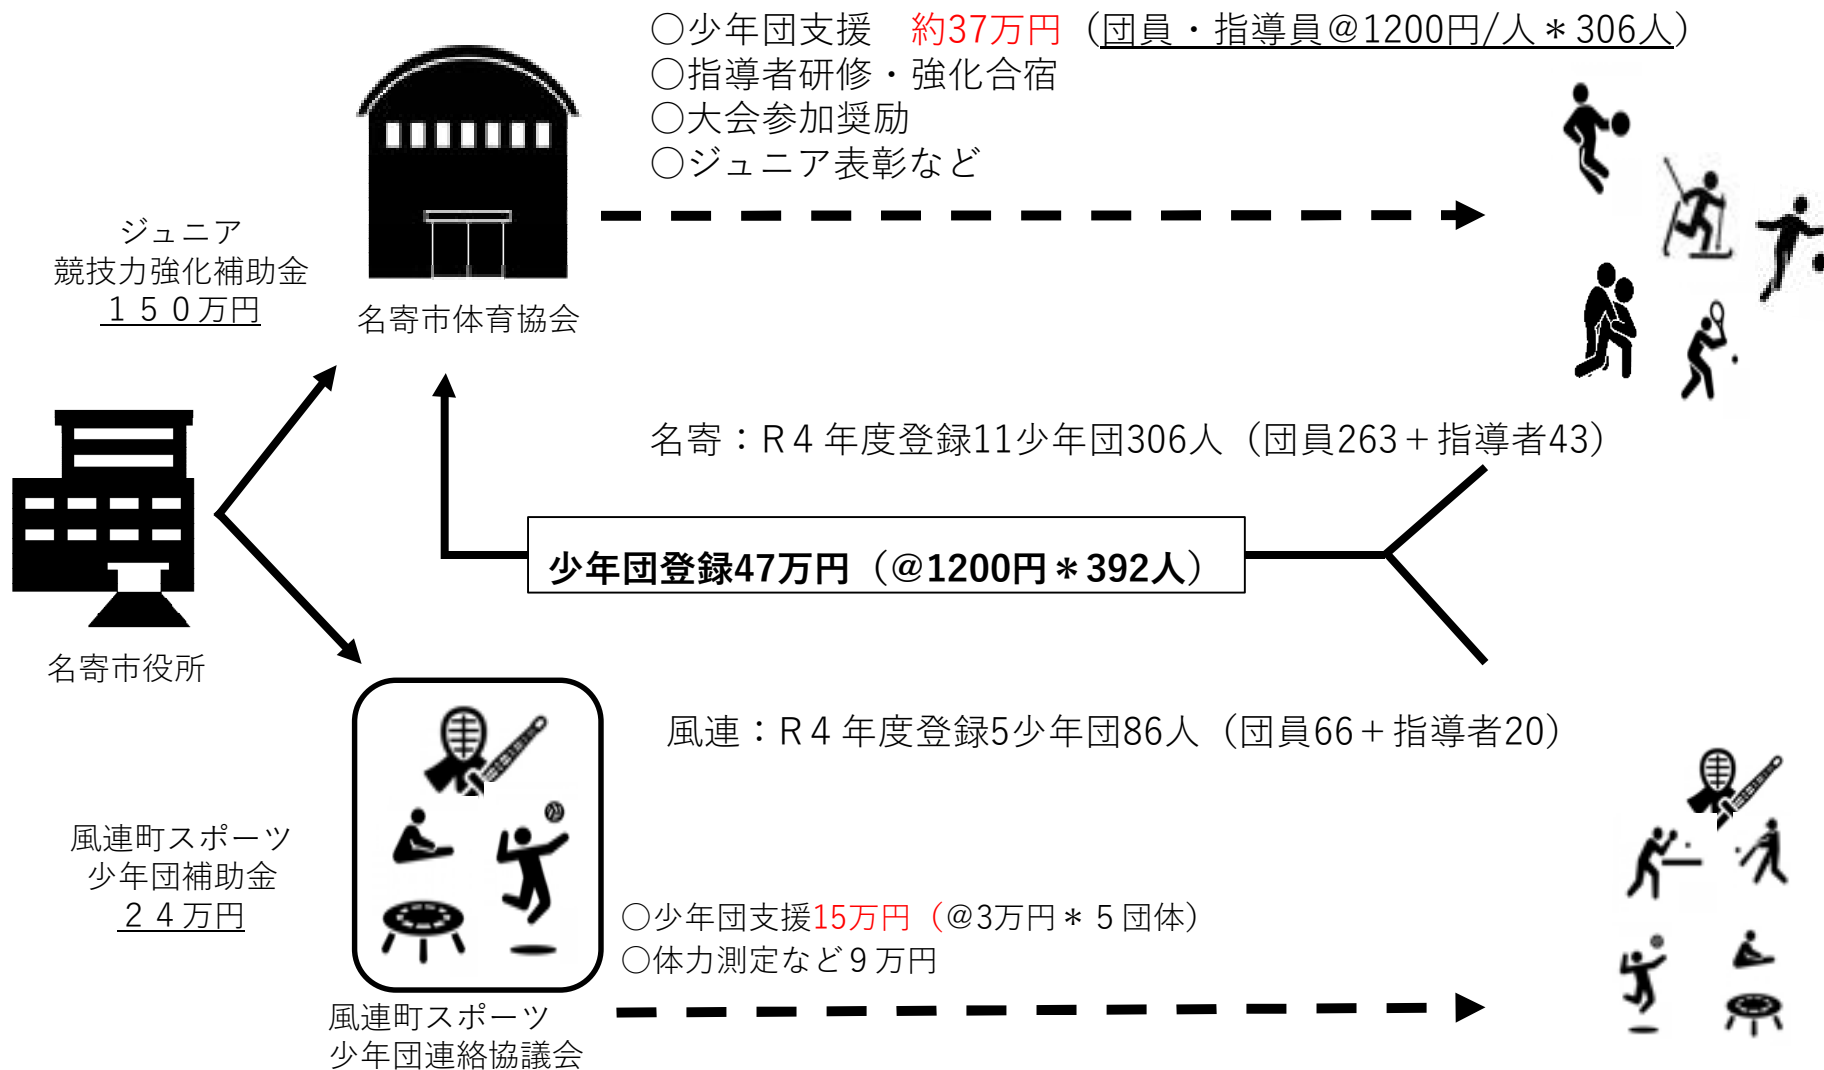 ○少年団支援　約37万円（団員・指導員＠1200円/人＊306人）
○指導者研修・強化合宿
○大会参加奨励
○ジュニア表彰など
ジュニア
競技力強化補助金
１５０万円
名寄市体育協会
名寄：R４年度登録11少年団306人（団員263＋指導者43）
少年団登録47万円（＠1200円＊392人）
名寄市役所
風連：R４年度登録5少年団86人（団員66＋指導者20）
風連町スポーツ
少年団補助金
２４万円
○少年団支援15万円（＠3万円＊５団体）
○体力測定など９万円
風連町スポーツ
少年団連絡協議会